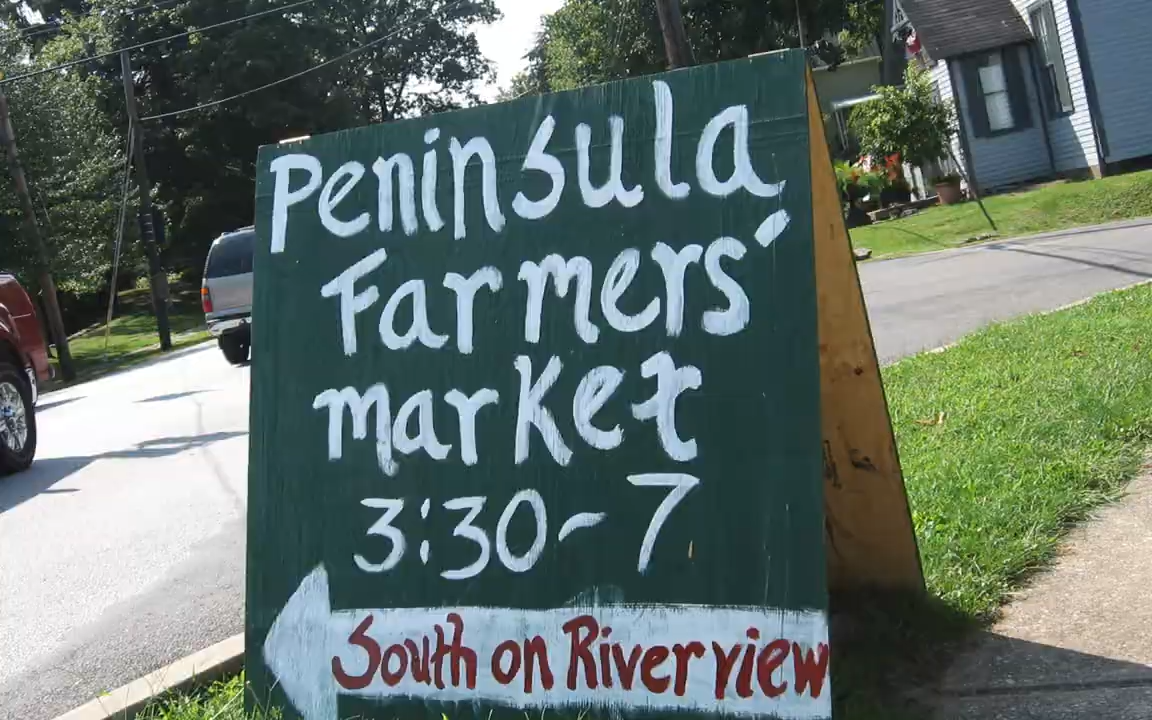 Peninsula
Farmers'
market
3:30-7
South on Riverview